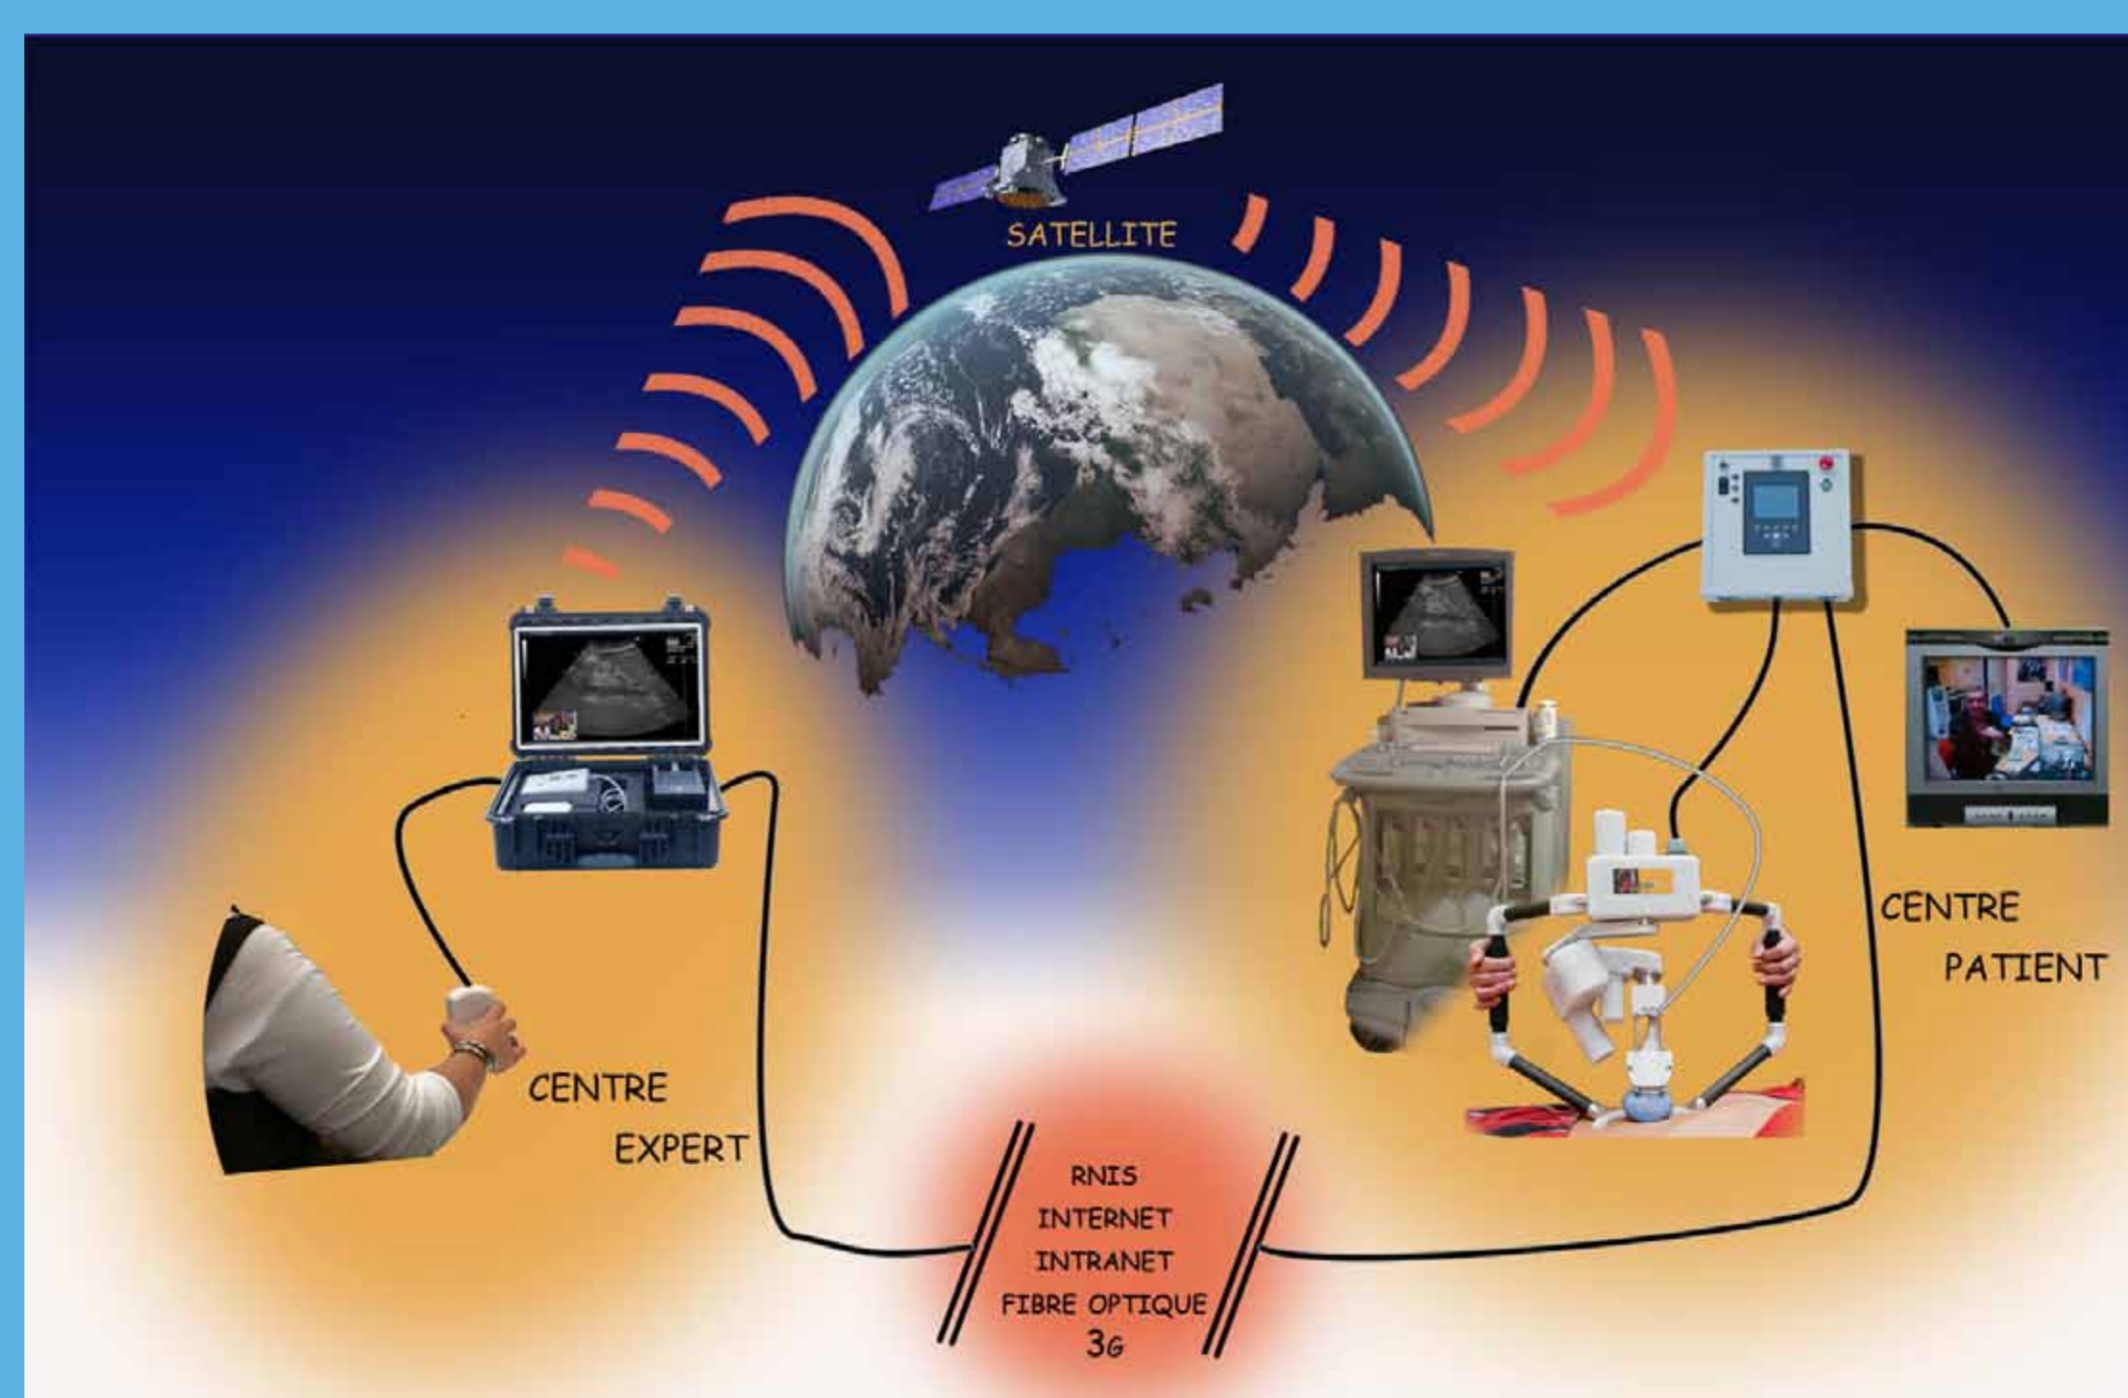 SATELLITE
CENTRE
EXPERT
RNIS
INTERNET
INTRANET
FIBRE OPTIQUE
3G
CENTRE
PATIENT